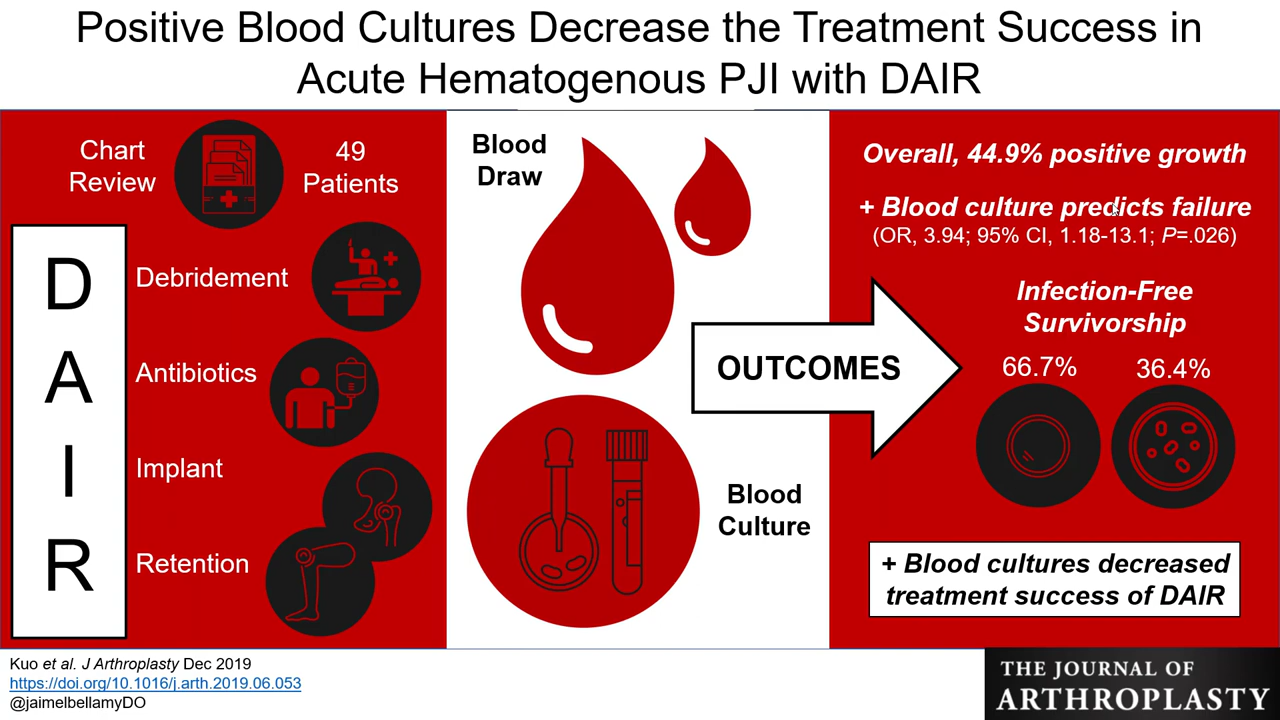 Positive Blood Cultures Decrease the Treatment Success in
Acute Hematogenous PJI with DAIR
Chart
Review
49
Patients
D
A
I
R
Debridement
Antibiotics
Implant
Retention
Blood
Draw
Blood
Culture
OUTCOMES
Overall, 44.9% positive growth
+ Blood culture predicts failure
(OR, 3.94; 95% CI, 1.18-13.1; P=.026)
Infection-Free
Survivorship
66.7%
36.4%
+ Blood cultures decreased
treatment success of DAIR
Kuo et al. J Arthroplasty Dec 2019
https://doi.org/10.1016/j.arth.2019.06.053
@jaimelbellamyDO
THE JOURNAL OF
ARTHROPLASTY